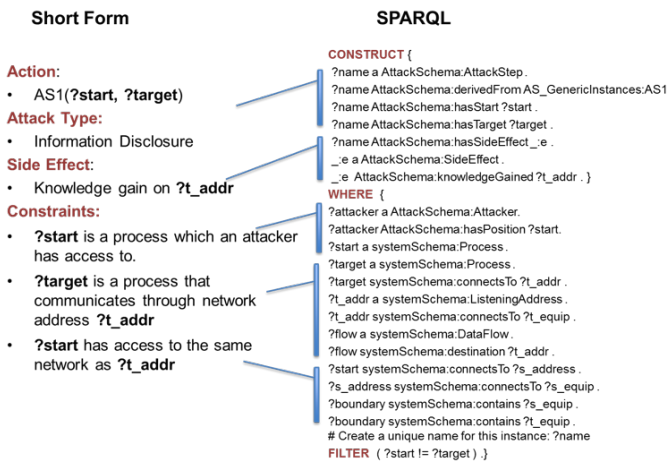 Short Form
Action:
• AS1(?start, ?target)
Attack Type:
• Information Disclosure
Side Effect:
• Knowledge gain on ?t_addr
Constraints:
• ?start is a process which an attacker
has access to.
• ?target is a process that
communicates through network
address ?t_addr
• ?start has access to the same
network as ?t_addr
SPARQL
CONSTRUCT {
?name a AttackSchema:AttackStep .
?name AttackSchema:derivedFrom AS_GenericInstances:AS1
?name AttackSchema:hasStart ?start .
?name AttackSchema:hasTarget ?target .
?name AttackSchema:hasSideEffect _:e .
_:e a AttackSchema:SideEffect .
_:e AttackSchema:knowledgeGained ?t_addr . }
WHERE {
?attacker a AttackSchema:Attacker.
?attacker AttackSchema:hasPosition ?start.
?start a systemSchema:Process .
?target a systemSchema:Process .
?target systemSchema:connectsTo ?t_addr .
?t_addr a systemSchema:ListeningAddress .
?t_addr systemSchema:connectsTo ?t_equip .
?flow a systemSchema:DataFlow .
?flow systemSchema:destination ?t_addr .
?start systemSchema:connectsTo ?s_address .
?s_address systemSchema:connectsTo ?s_equip .
?boundary systemSchema:contains ?s_equip .
?boundary systemSchema:contains ?t_equip .
# Create a unique name for this instance: ?name
FILTER ( ?start != ?target ) .}